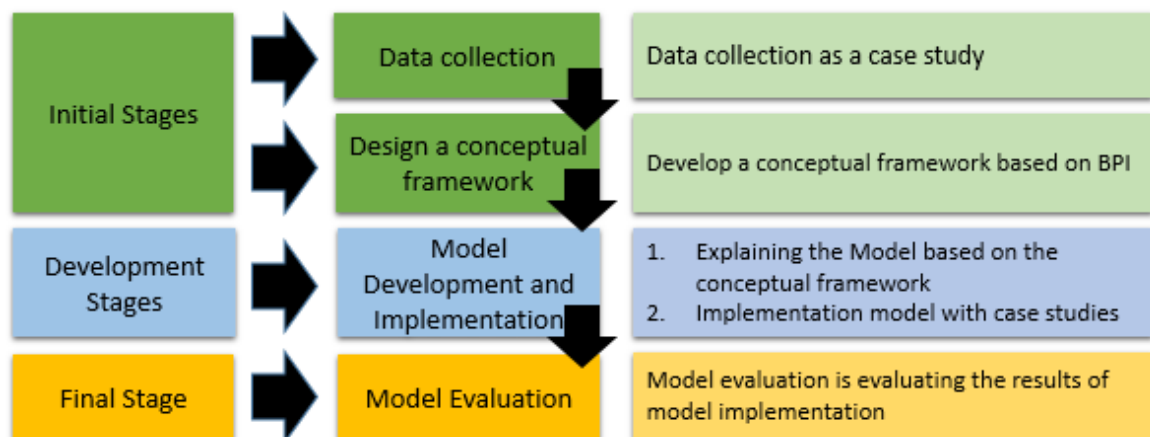 Initial Stages
Data collection
Data collection as a case study
Design a conceptual
framework
Develop a conceptual framework based on BPI
Development
Stages
Model
Development and
Implementation
1. Explaining the Model based on the
conceptual framework
2. Implementation model with case studies
Final Stage
Model Evaluation
Model evaluation is evaluating the results of
model implementation